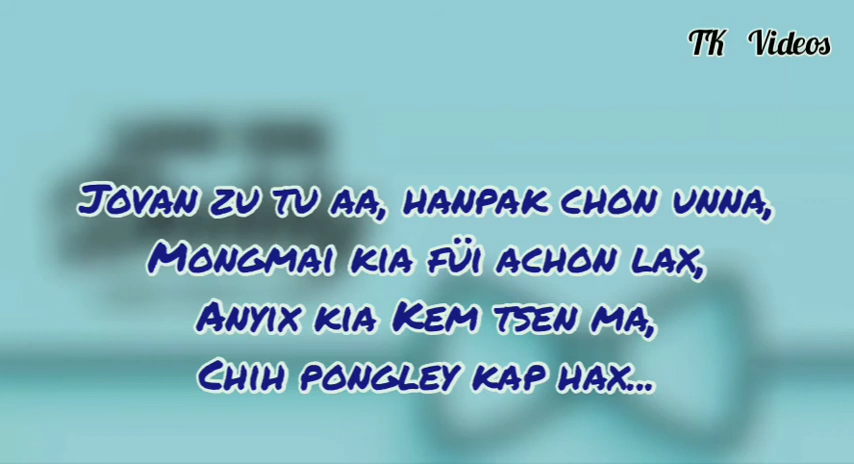 TK Videos
Jovan zu tu aa, hanpak chon unna,
Mongmai kia füi achon lax,
Anyix kia Kem tsen ma,
Chih pongley kap hax...